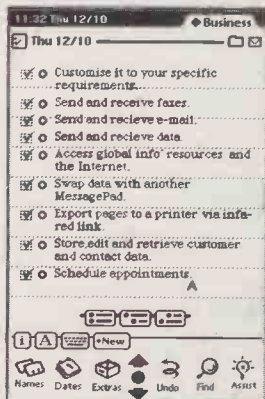 11:32 Thu 12/10
◆ Business
Thu 12/10
Customise it to your specific
requirements.
Send and receive faxes.
Send and recieve e-mail.
Send and recieve data.
Access global info' resources and
the Internet.
Swap data with another
MessagePad.
Export pages to a printer via infa-
red link.
Store,edit and retrieve customer
and contact data.
Schedule appointments.
i A •New
Names Dates Extras Undo Find Assist